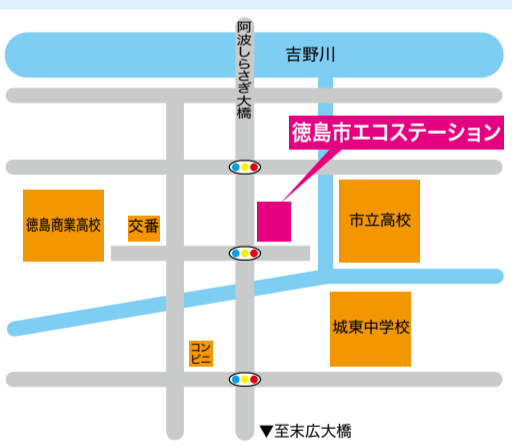 阿波しらさぎ大橋
吉野川
徳島市エコステーション
徳島商業高校
交番
市立高校
城東中学校
コン
ビニ
▼至末広大橋